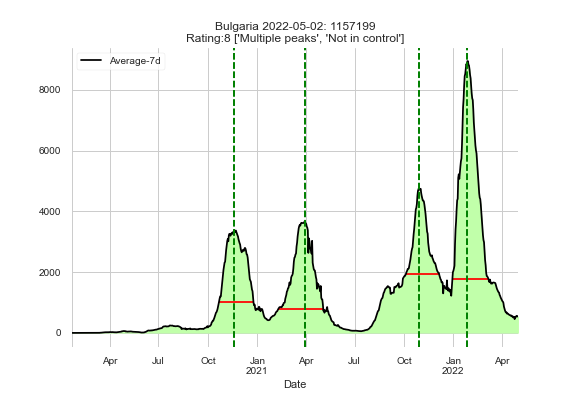 Bulgaria 2022-05-02: 1157199
Rating:8 ['Multiple peaks', 'Not in control']
Average-7d
8000
6000
4000
2000
0
Apr
Jul
Oct
Jan
2021
Apr
Jul
Oct
Jan
2022
Apr
Date